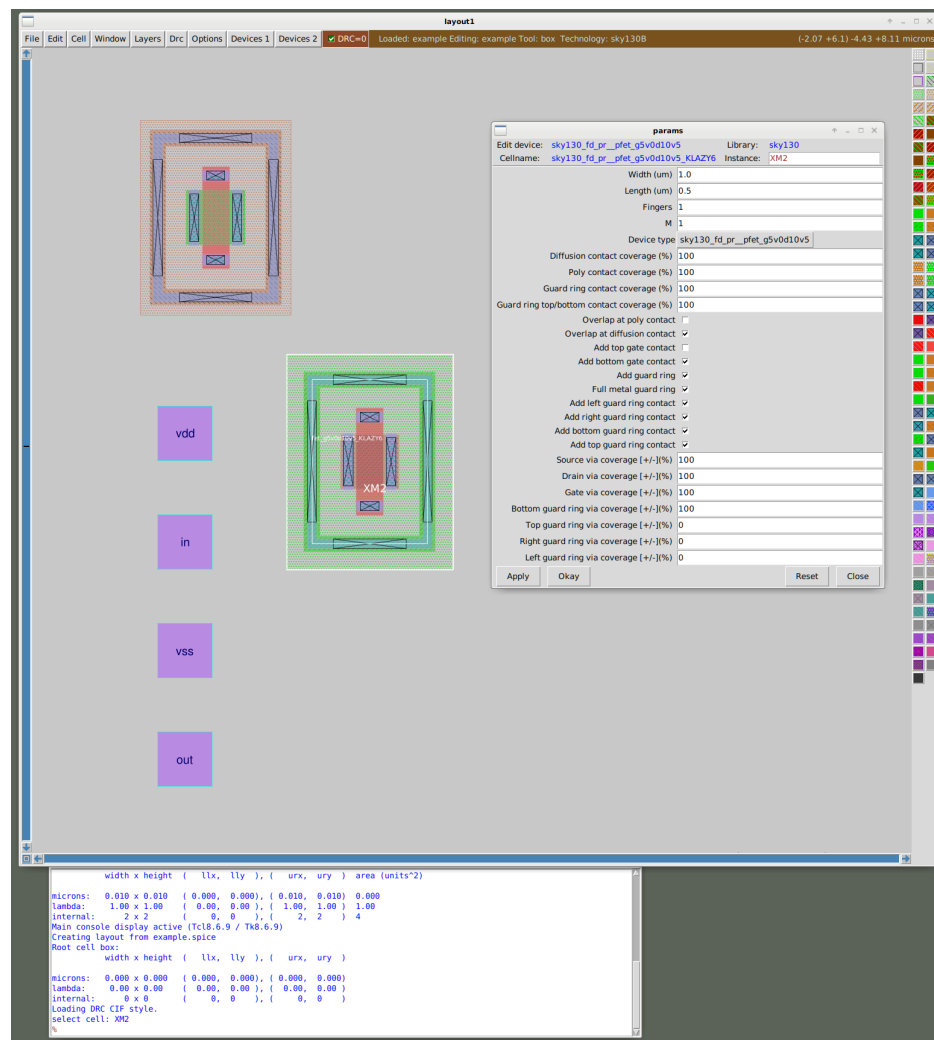 layout1
File Edit Cell Window Layers Drc Options Devices 1 Devices 2 DRC=0 Loaded: example Editing: example Tool: box Technology: sky130B (-2.07 +6.1) -4.43 +8.11 microns
params
Edit device: sky130_fd_pr__pfet_g5v0d10v5 Library: sky130
Cellname: sky130_fd_pr__pfet_g5v0d10v5_KLAZY6 Instance: XM2
Width (um) 1.0
Length (um) 0.5
Fingers 1
M 1
Device type sky130_fd_pr__pfet_g5v0d10v5
Diffusion contact coverage (%) 100
Poly contact coverage (%) 100
Guard ring contact coverage (%) 100
Guard ring top/bottom contact coverage (%) 100
Overlap at poly contact
Overlap at diffusion contact
Add top gate contact
Add bottom gate contact
Add guard ring
Full metal guard ring
Add left guard ring contact
Add right guard ring contact
Add bottom guard ring contact
Add top guard ring contact
Source via coverage [+/-](%) 100
Drain via coverage [+/-](%) 100
Gate via coverage [+/-](%) 100
Bottom guard ring via coverage [+/-](%) 100
Top guard ring via coverage [+/-](%) 0
Right guard ring via coverage [+/-](%) 0
Left guard ring via coverage [+/-](%) 0
Apply Okay Reset Close
XM2
vdd
in
vss
out
width x height ( llx, lly ), ( urx, ury ) area (units^2)
microns: 0.010 x 0.010 ( 0.000, 0.000), ( 0.010, 0.010) 0.000
lambda: 1.00 x 1.00 ( 0.00, 0.00 ), ( 1.00, 1.00 ) 1.00
internal: 2 x 2 ( 0, 0 ), ( 2, 2 ) 4
Main console display active (Tcl8.6.9 / Tk8.6.9)
Creating layout from example.spice
Root cell box:
width x height ( llx, lly ), ( urx, ury )
microns: 0.000 x 0.000 ( 0.000, 0.000), ( 0.000, 0.000)
lambda: 0.00 x 0.00 ( 0.00, 0.00 ), ( 0.00, 0.00 )
internal: 0 x 0 ( 0, 0 ), ( 0, 0 )
Loading DRC CIF style.
select cell: XM2
%